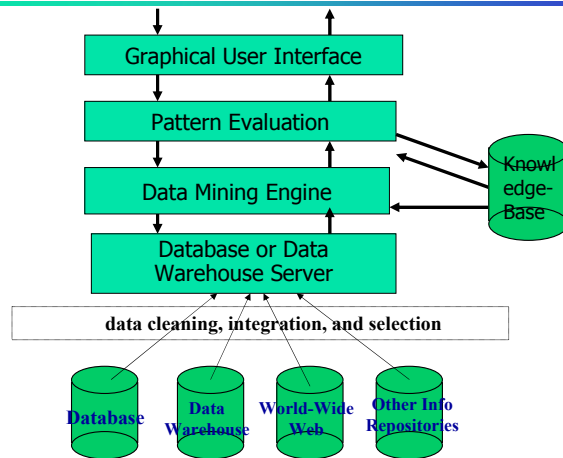 Graphical User Interface
Pattern Evaluation
Knowl
edge-
Base
Data Mining Engine
Database or Data
Warehouse Server
data cleaning, integration, and selection
Database
Data
Warehouse
World-Wide
Web
Other Info
Repositories